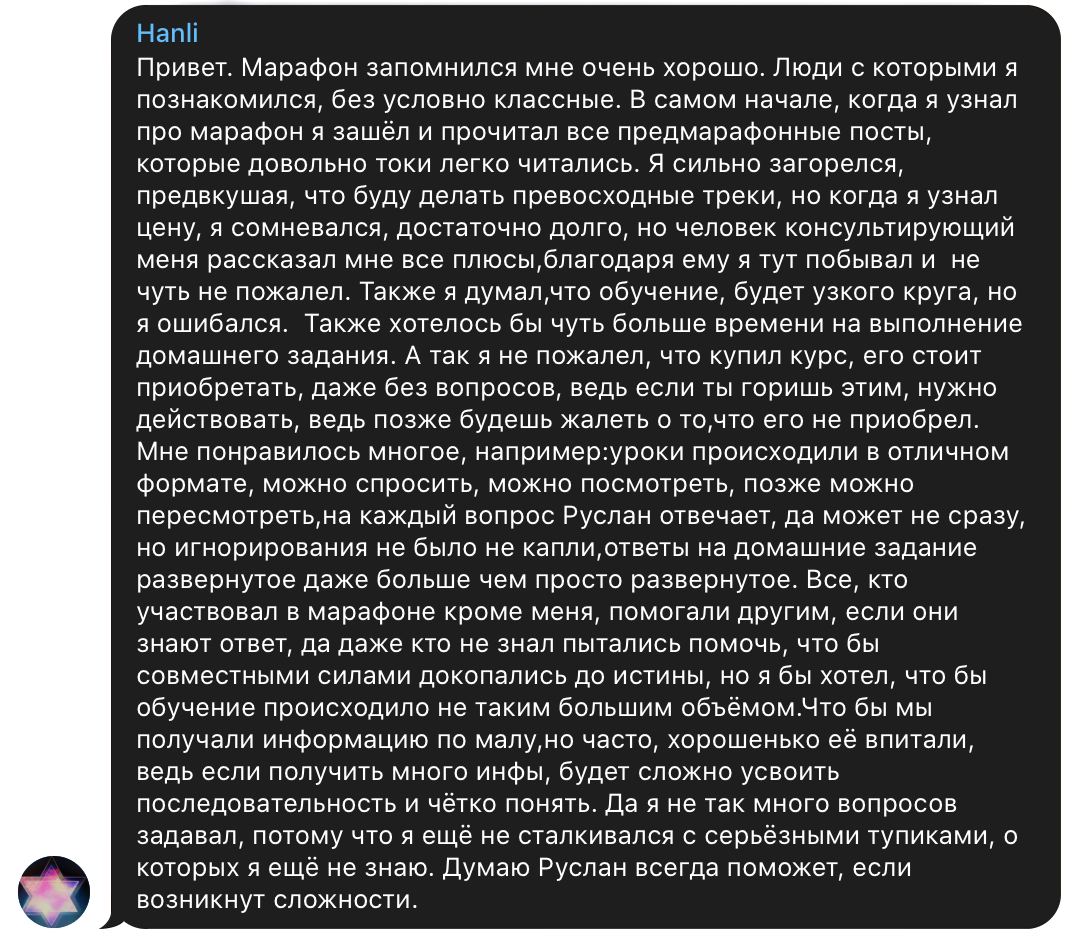 Hanli
Привет. Марафон запомнился мне очень хорошо. Люди с которыми я
познакомился, без условно классные. В самом начале, когда я узнал
про марафон я зашёл и прочитал все предмарафонные посты,
которые довольно токи легко читались. Я сильно загорелся,
предвкушая, что буду делать превосходные треки, но когда я узнал
цену, я сомневался, достаточно долго, но человек консультирующий
меня рассказал мне все плюсы,благодаря ему я тут побывал и  не
чуть не пожалел. Также я думал,что обучение, будет узкого круга, но
я ошибался.  Также хотелось бы чуть больше времени на выполнение
домашнего задания. А так я не пожалел, что купил курс, его стоит
приобретать, даже без вопросов, ведь если ты горишь этим, нужно
действовать, ведь позже будешь жалеть о то,что его не приобрел.
Мне понравилось многое, например:уроки происходили в отличном
формате, можно спросить, можно посмотреть, позже можно
пересмотреть,на каждый вопрос Руслан отвечает, да может не сразу,
но игнорирования не было не капли,ответы на домашние задание
развернутое даже больше чем просто развернутое. Все, кто
участвовал в марафоне кроме меня, помогали другим, если они
знают ответ, да даже кто не знал пытались помочь, что бы
совместными силами докопались до истины, но я бы хотел, что бы
обучение происходило не таким большим объёмом.Что бы мы
получали информацию по малу,но часто, хорошенько её впитали,
ведь если получить много инфы, будет сложно усвоить
последовательность и чётко понять. Да я не так много вопросов
задавал, потому что я ещё не сталкивался с серьёзными тупиками, о
которых я ещё не знаю. Думаю Руслан всегда поможет, если
возникнут сложности.